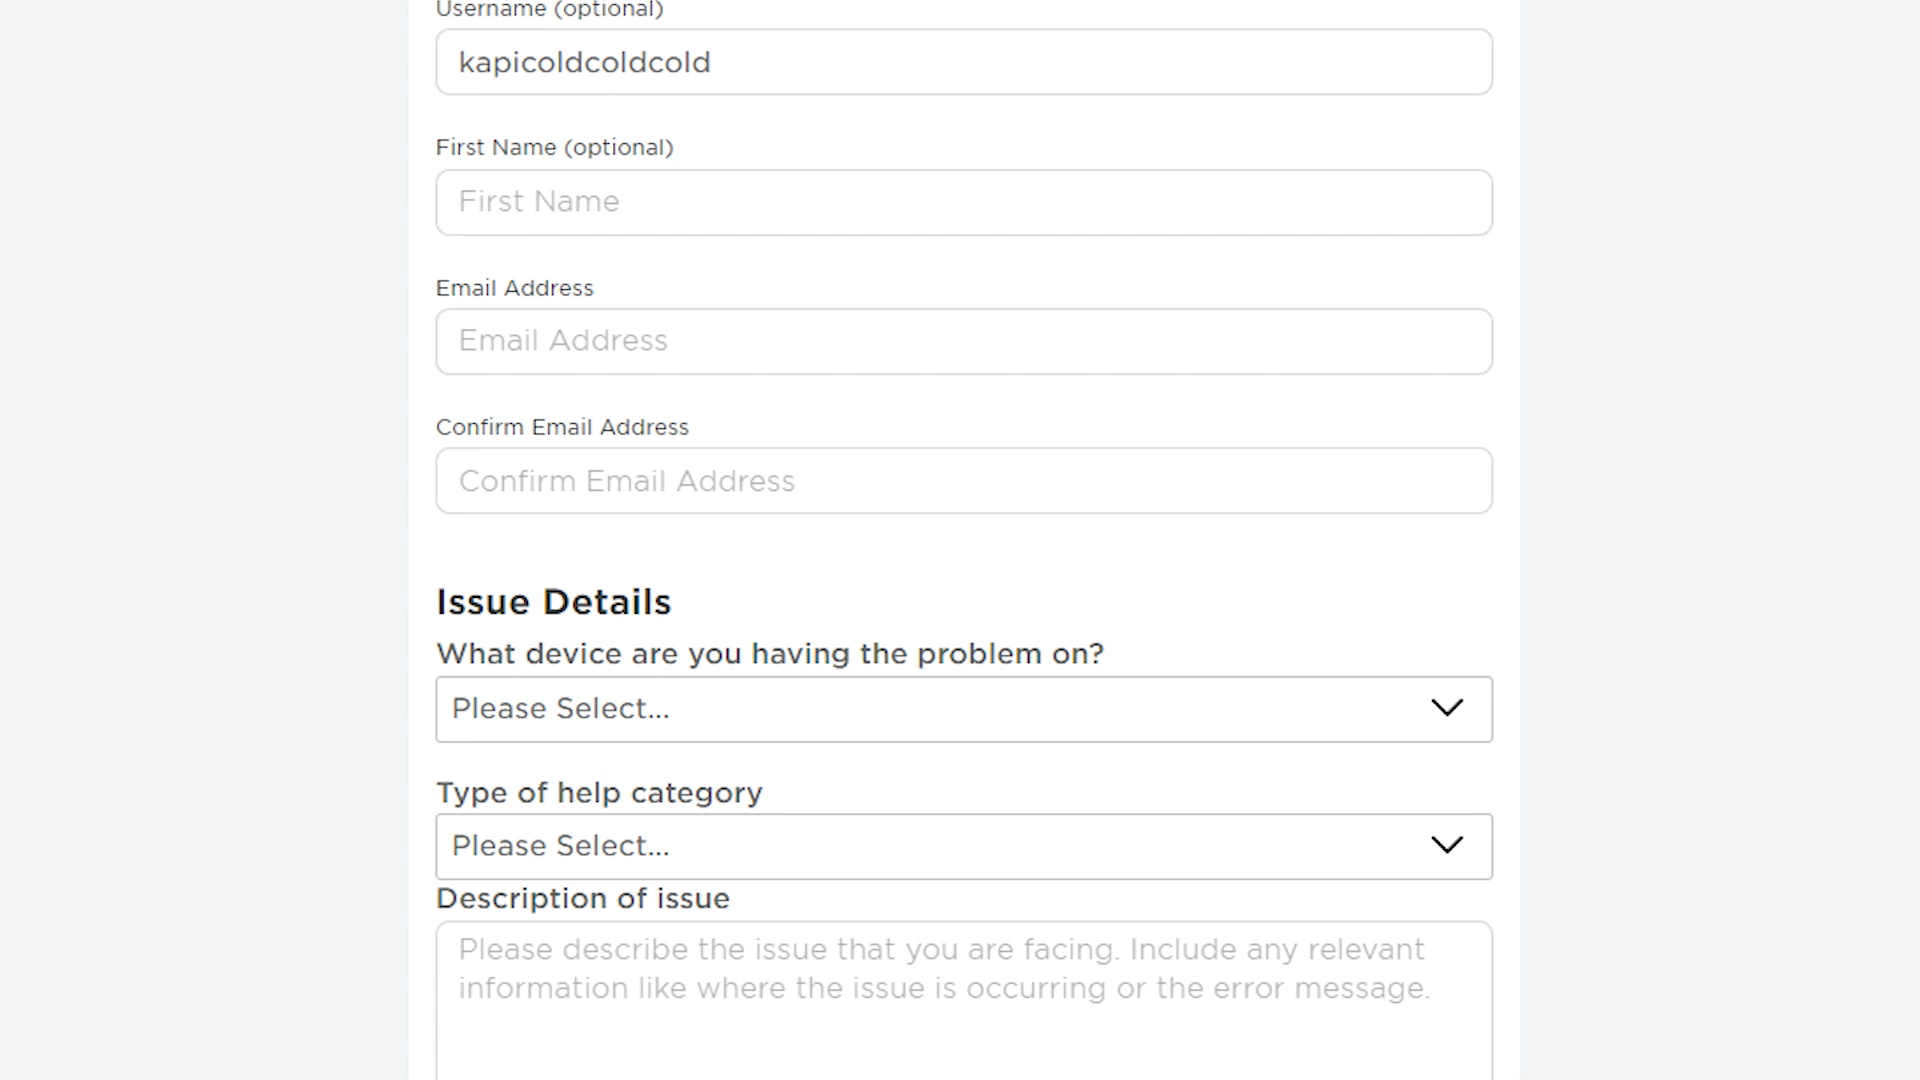 Username (optional)
kapicoldcoldcold
First Name (optional)
First Name
Email Address
Email Address
Confirm Email Address
Confirm Email Address
Issue Details
What device are you having the problem on?
Please Select...
Type of help category
Please Select...
Description of issue
Please describe the issue that you are facing. Include any relevant
information like where the issue is occurring or the error message.